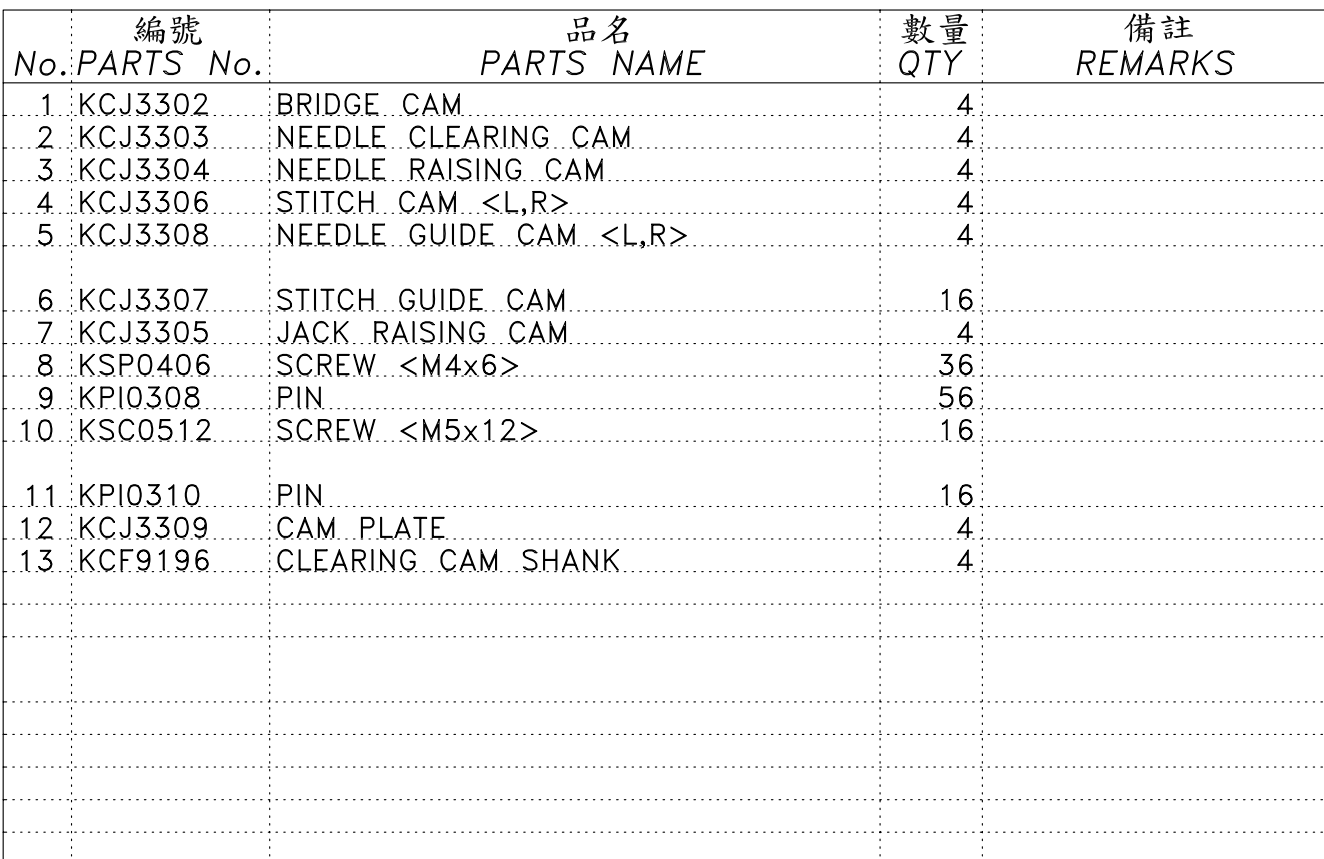 編號 品名 數量 備註
No. PARTS No. PARTS NAME QTY REMARKS
1 KCJ3302 BRIDGE CAM 4
2 KCJ3303 NEEDLE CLEARING CAM 4
3 KCJ3304 NEEDLE RAISING CAM 4
4 KCJ3306 STITCH CAM <L,R> 4
5 KCJ3308 NEEDLE GUIDE CAM <L,R> 4
6 KCJ3307 STITCH GUIDE CAM 16
7 KCJ3305 JACK RAISING CAM 4
8 KSP0406 SCREW <M4x6> 36
9 KPI0308 PIN 56
10 KSC0512 SCREW <M5x12> 16
11 KPI0310 PIN 16
12 KCJ3309 CAM PLATE 4
13 KCF9196 CLEARING CAM SHANK 4